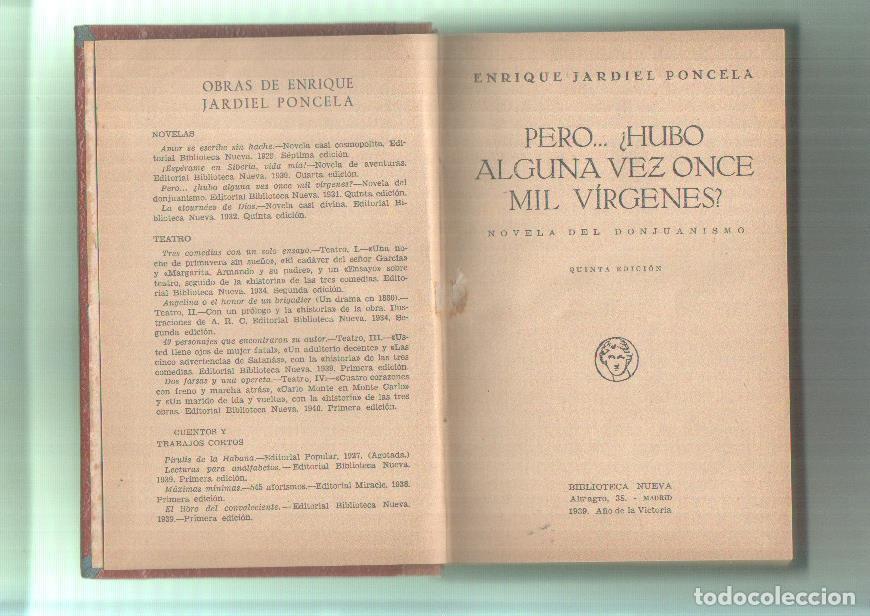 OBRAS DE ENRIQUE
JARDIEL PONCELA
NOVELAS
Amor se escribe sin hache.—Novela casi cosmopolita. Edi-
torial Biblioteca Nueva. 1929. Séptima edición.
¡Espérame en Siberia, vida mía!—Novela de aventuras.
Editorial Biblioteca Nueva. 1930. Cuarta edición.
Pero... ¿hubo alguna vez once mil vírgenes?—Novela del
donjuanismo. Editorial Biblioteca Nueva. 1931. Quinta edición.
La «tournée» de Dios.—Novela casi divina. Editorial Bi-
blioteca Nueva. 1932. Quinta edición.
TEATRO
Tres comedias con un solo ensayo.—Teatro, I.—«Una no-
che de primavera sin sueño», «El cadáver del señor García»
y «Margarita, Armando y su padre», y un «Ensayo» sobre
teatro, seguido de la «historia» de las tres comedias. Edito-
rial Biblioteca Nueva. 1934. Segunda edición.
Angelina o el honor de un brigadier (Un drama en 1880).—
Teatro, II.—Con un prólogo y la «historia» de la obra. Ilus-
traciones de A. R. C. Editorial Biblioteca Nueva. 1934. Se-
gunda edición.
49 personajes que encontraron su autor.—Teatro, III.—«Us-
ted tiene ojos de mujer fatal», «Un adulterio decente» y «Las
cinco advertencias de Satanás», con la «historia» de las tres
comedias. Editorial Biblioteca Nueva. 1939. Primera edición.
Dos farsas y una opereta.—Teatro, IV.—«Cuatro corazones
con freno y marcha atrás», «Carlo Monte en Monte Carlo»
y «Un marido de ida y vuelta», con la «historia» de las tres
obras. Editorial Biblioteca Nueva. 1940. Primera edición.
CUENTOS Y
TRABAJOS CORTOS
Pirulís de la Habana.—Editorial Popular, 1927. (Agotada.)
Lecturas para analfabetos.—Editorial Biblioteca Nueva.
1939. Primera edición.
Máximas mínimas.—545 aforismos.—Editorial Miracle. 1938.
Primera edición.
El libro del convaleciente.—Editorial Biblioteca Nueva.
1939.—Primera edición.
ENRIQUE JARDIEL PONCELA
PERO... ¿HUBO
ALGUNA VEZ ONCE
MIL VÍRGENES?
NOVELA DEL DONJUANISMO
QUINTA EDICIÓN
BIBLIOTECA NUEVA
Almagro, 38. - MADRID
1939. Año de la Victoria
todocoleccion